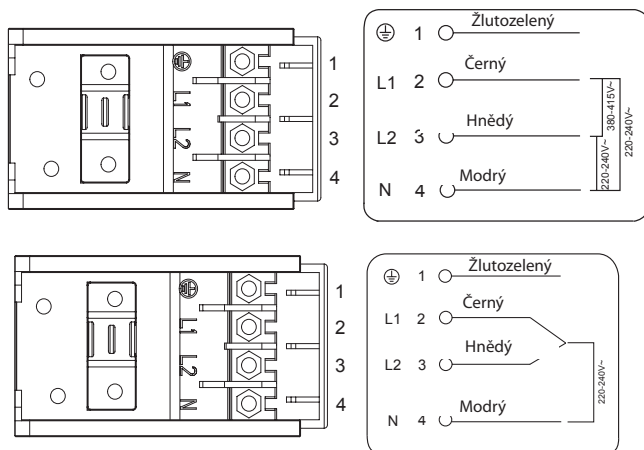 L1
L2
N
1
2
3
4
1 Žlutozelený
L1 2 Černý
L2 3 Hnědý
N 4 Modrý
380-415V~
220-240V~
220-240V~
L1
L2
N
1
2
3
4
1 Žlutozelený
L1 2 Černý
L2 3 Hnědý
N 4 Modrý
220-240V~